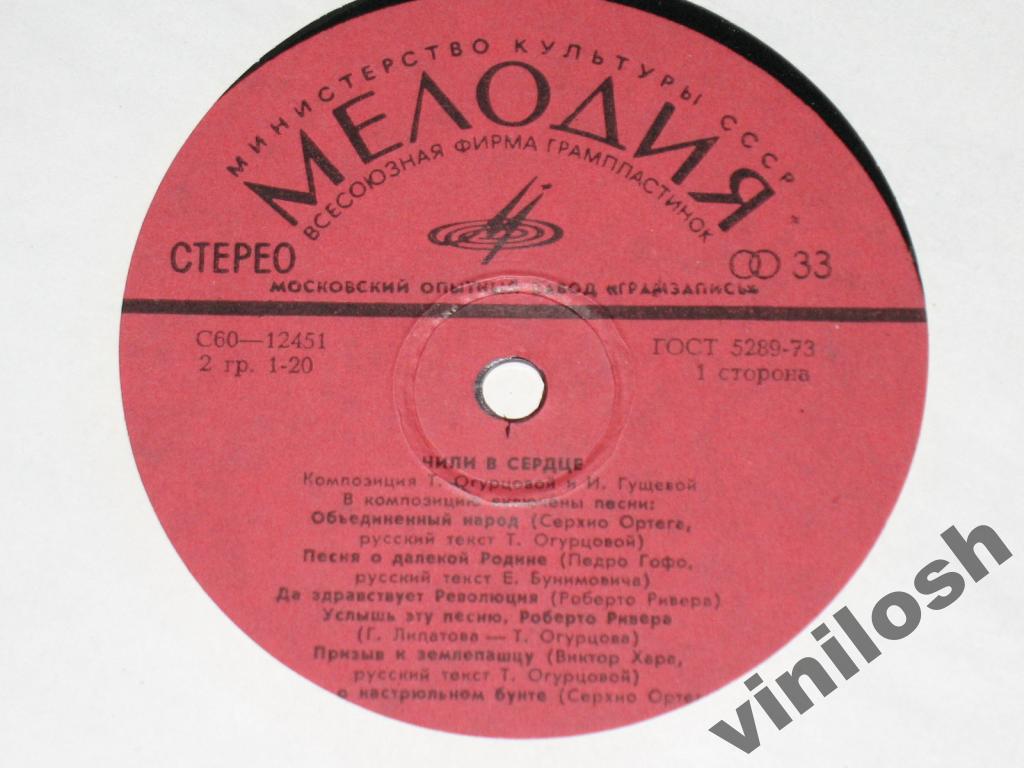 МИНИСТЕРСТВО КУЛЬТУРЫ СССР
МЕЛОДИЯ
ВСЕСОЮЗНАЯ ФИРМА ГРАМПЛАСТИНОК
СТЕРЕО
33
МОСКОВСКИЙ ОПЫТНЫЙ ЗАВОД «ГРАМЗАПИСЬ»
С60—12451
ГОСТ 5289-73
2 гр. 1-20
1 сторона
ЧИЛИ В СЕРДЦЕ
Композиция Т. Огурцовой и И. Гущевой
В композицию включены песни:
Объединенный народ (Серхио Ортега,
русский текст Т. Огурцовой)
Песня о далекой Родине (Педро Гофо,
русский текст Е. Бунимовича)
Да здравствует Революция (Роберто Ривера)
Услышь эту песню, Роберто Ривера
(Г. Липатова — Т. Огурцова)
Призыв к землепашцу (Виктор Хара,
русский текст Т. Огурцовой)
о кастрюльном бунте (Серхио Ортег
vinilosh